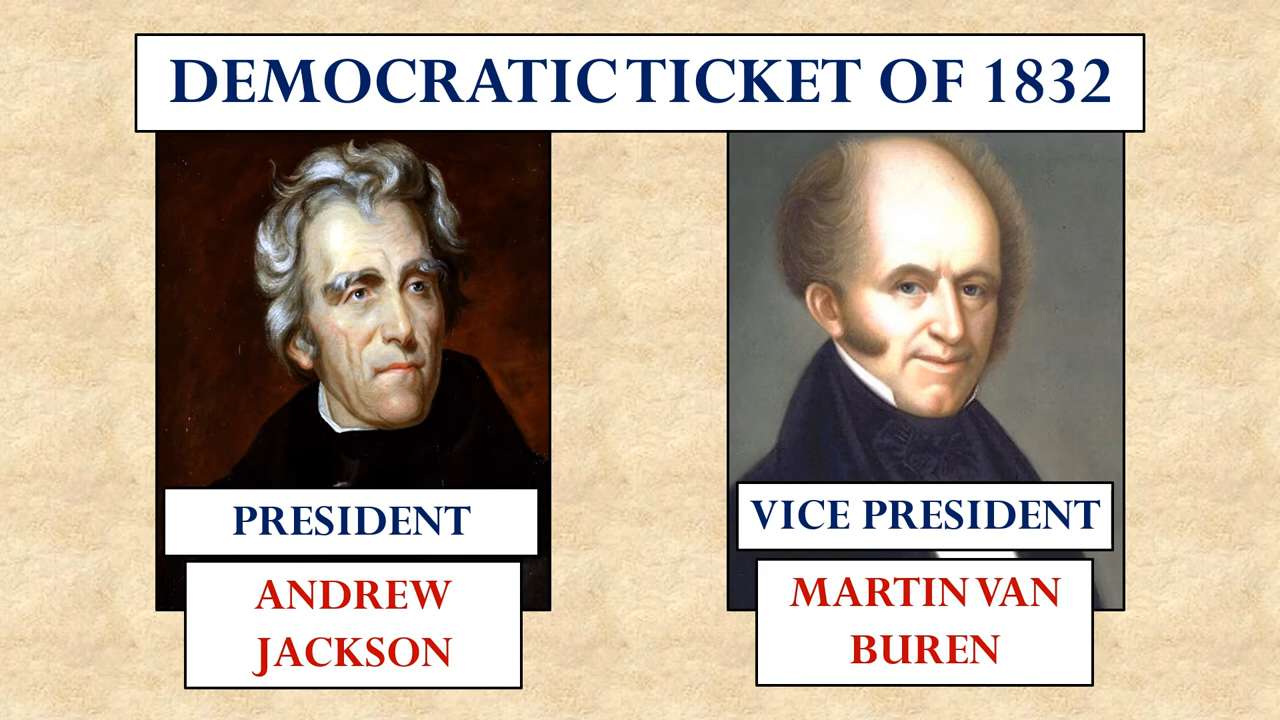 DEMOCRATIC TICKET OF 1832
PRESIDENT
ANDREW
JACKSON
VICE PRESIDENT
MARTIN VAN
BUREN